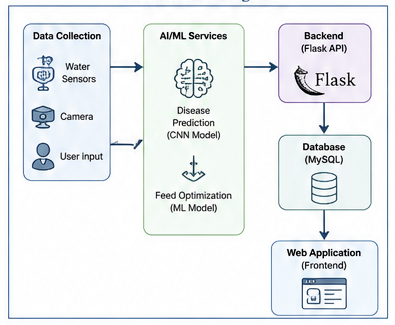 Data Collection
Water
Sensors
Camera
User input
AI/ML Services
Disease
Prediction
(CNN Model)
Feed Optimization
(ML Model)
Backend
(Flask API)
Flask
Database
(MySQL)
Web Application
(Frontend)